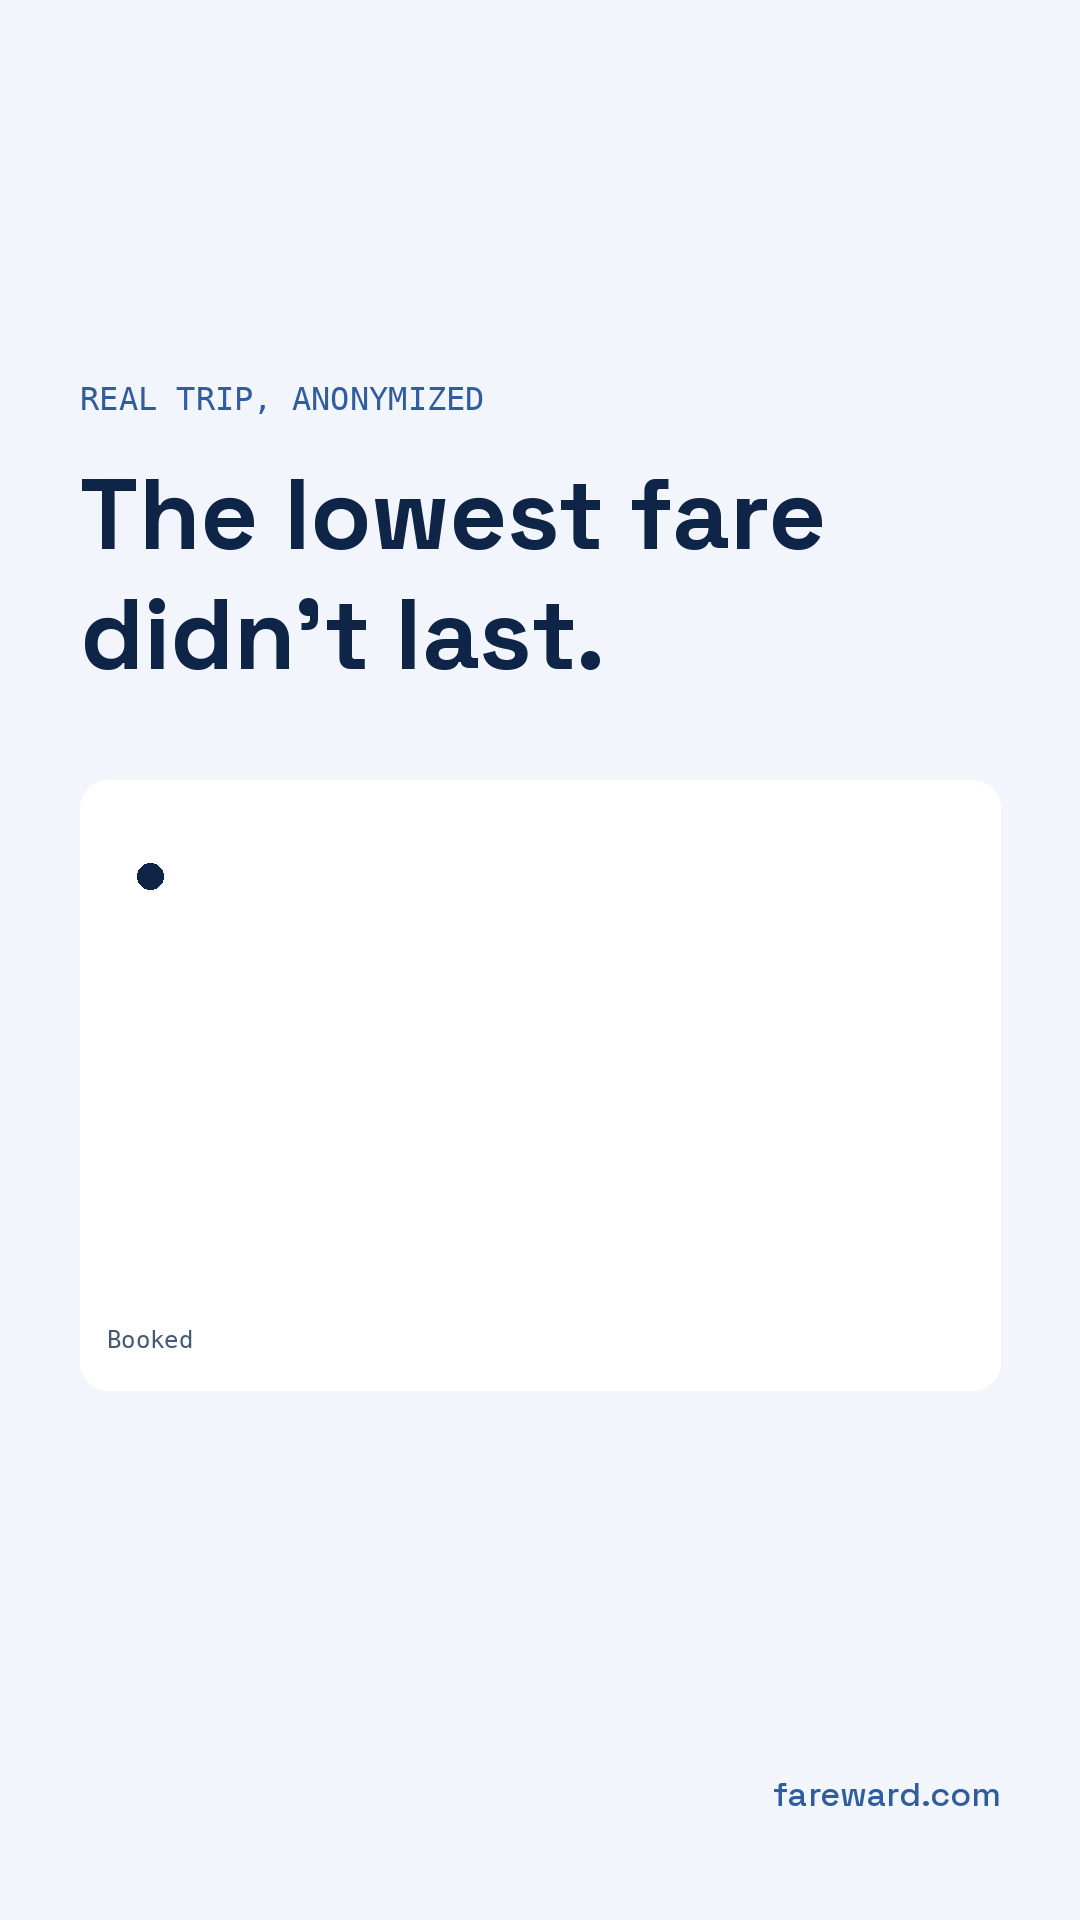 REAL TRIP, ANONYMIZED
The lowest fare
didn’t last.
Booked
fareward.com